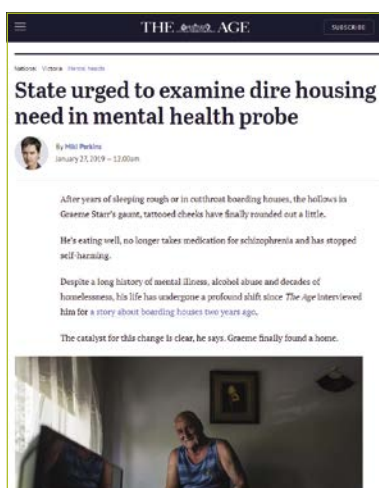 THE AGE
SUBSCRIBE
National Victoria Mental health
State urged to examine dire housing
need in mental health probe
By Miki Perkins
January 27, 2019 — 12.00am
After years of sleeping rough or in cutthroat boarding houses, the hollows in
Graeme Starr's gaunt, tattooed cheeks have finally rounded out a little.
He's eating well, no longer takes medication for schizophrenia and has stopped
self-harming.
Despite a long history of mental illness, alcohol abuse and decades of
homelessness, his life has undergone a profound shift since The Age interviewed
him for a story about boarding houses two years ago.
The catalyst for this change is clear, he says. Graeme finally found a home.